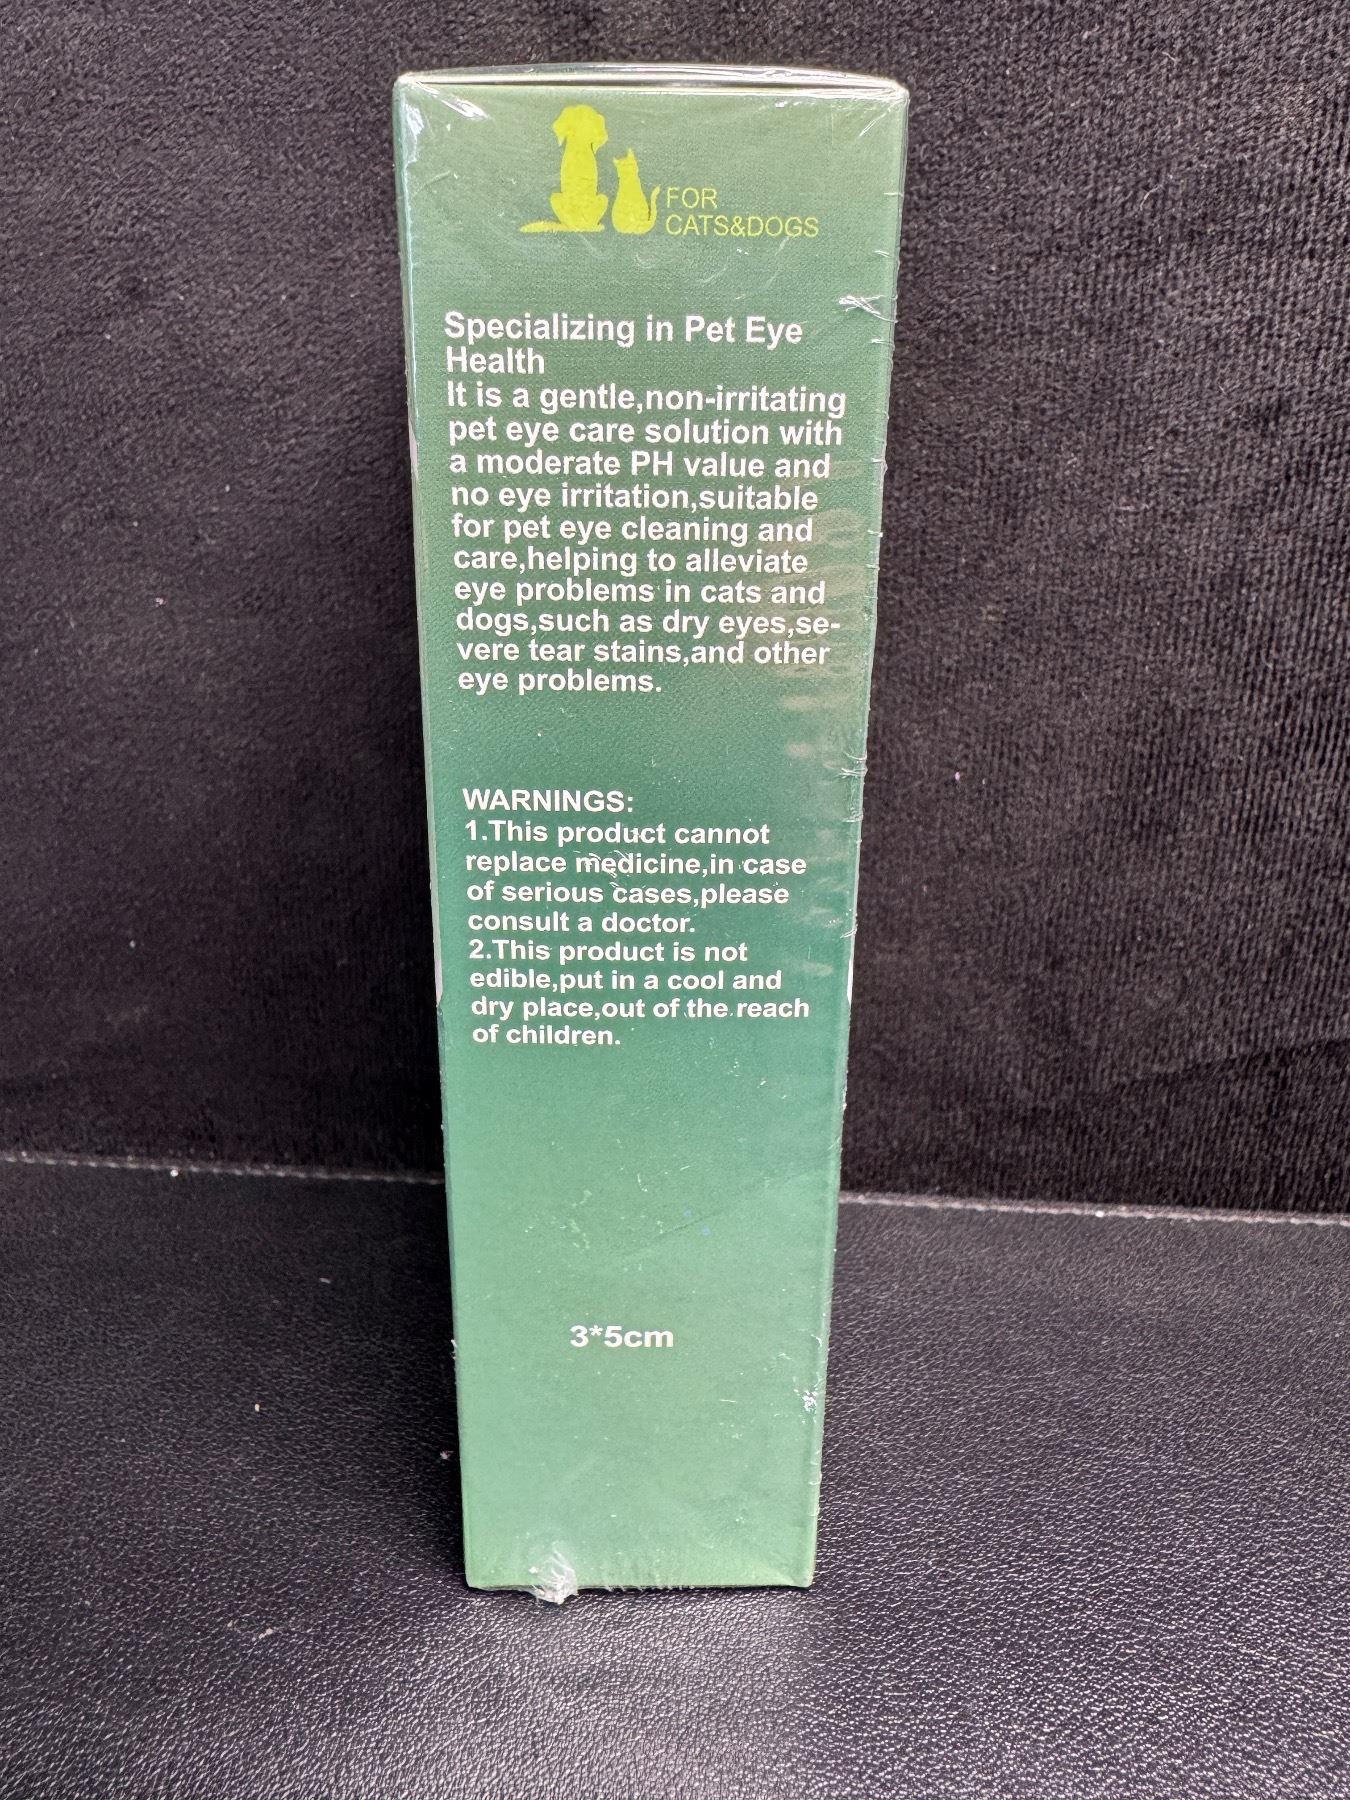 FOR
CATS&DOGS
Specializing in Pet Eye
Health
It is a gentle,non-irritating
pet eye care solution with
a moderate PH value and
no eye irritation,suitable
for pet eye cleaning and
care,helping to alleviate
eye problems in cats and
dogs,such as dry eyes,se-
vere tear stains,and other
eye problems.
WARNINGS:
1.This product cannot
replace medicine,in case
of serious cases,please
consult a doctor.
2.This product is not
edible,put in a cool and
dry place,out of the reach
of children.
3*5cm